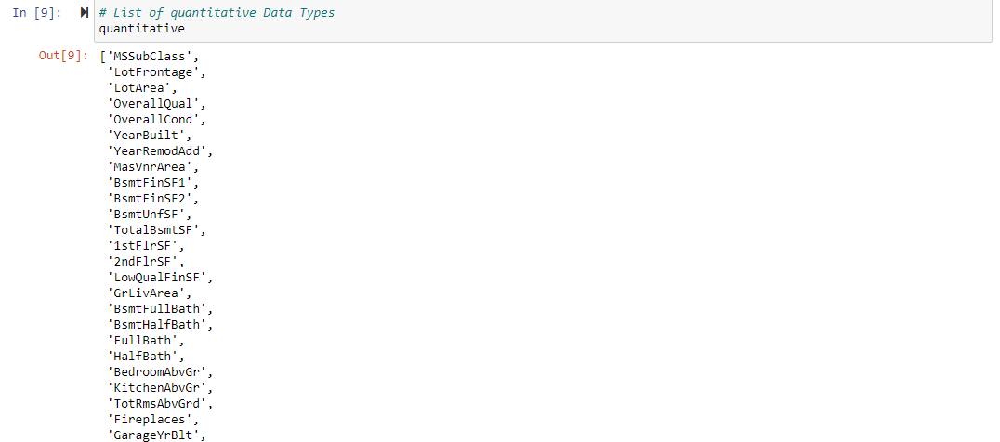 In [9]: # List of quantitative Data Types
quantitative
Out[9]: ['MSSubClass',
'LotFrontage',
'LotArea',
'OverallQual',
'OverallCond',
'YearBuilt',
'YearRemodAdd',
'MasVnrArea',
'BsmtFinSF1',
'BsmtFinSF2',
'BsmtUnfSF',
'TotalBsmtSF',
'1stFlrSF',
'2ndFlrSF',
'LowQualFinSF',
'GrLivArea',
'BsmtFullBath',
'BsmtHalfBath',
'FullBath',
'HalfBath',
'BedroomAbvGr',
'KitchenAbvGr',
'TotRmsAbvGrd',
'Fireplaces',
'GarageYrBlt',